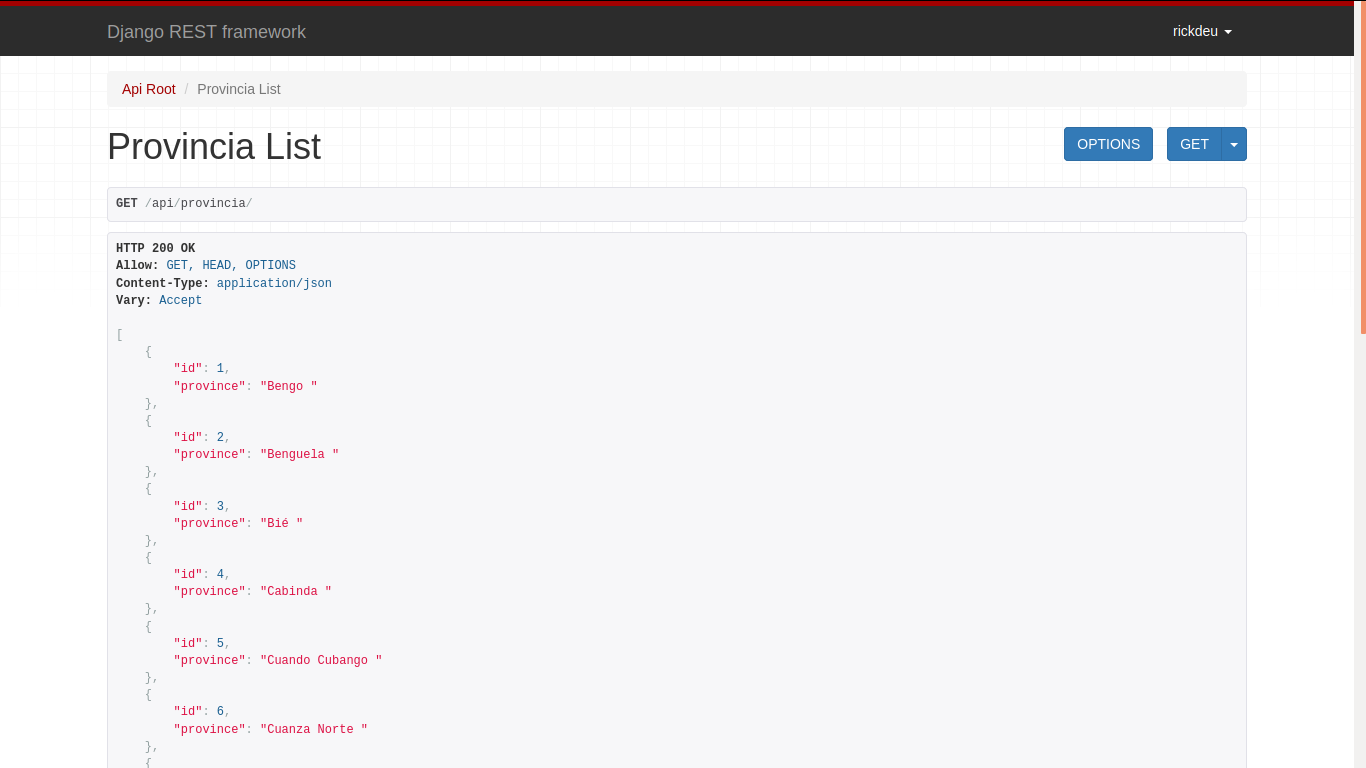 Django REST framework
rickdeu
Api Root / Provincia List
Provincia List
OPTIONS
GET
GET /api/provincia/
HTTP 200 OK
Allow: GET, HEAD, OPTIONS
Content-Type: application/json
Vary: Accept
[
    {
        "id": 1,
        "province": "Bengo "
    },
    {
        "id": 2,
        "province": "Benguela "
    },
    {
        "id": 3,
        "province": "Bié "
    },
    {
        "id": 4,
        "province": "Cabinda "
    },
    {
        "id": 5,
        "province": "Cuando Cubango "
    },
    {
        "id": 6,
        "province": "Cuanza Norte "
    },
    {